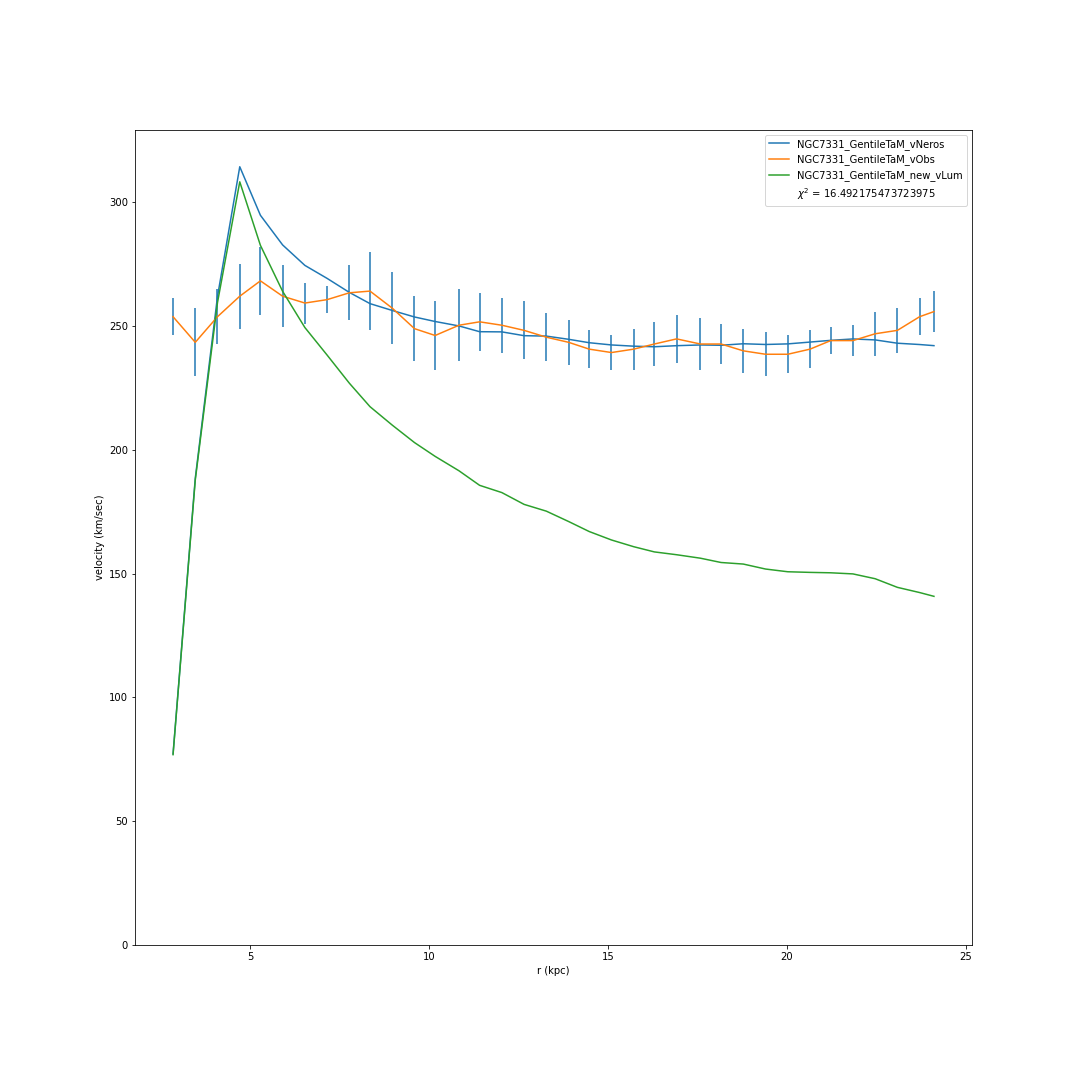 NGC7331_GentileTaM_vNeros
NGC7331_GentileTaM_vObs
NGC7331_GentileTaM_new_vLum
χ² = 16.492175473723975
300
250
200
150
100
50
0
velocity (km/sec)
5 10 15 20 25
r (kpc)